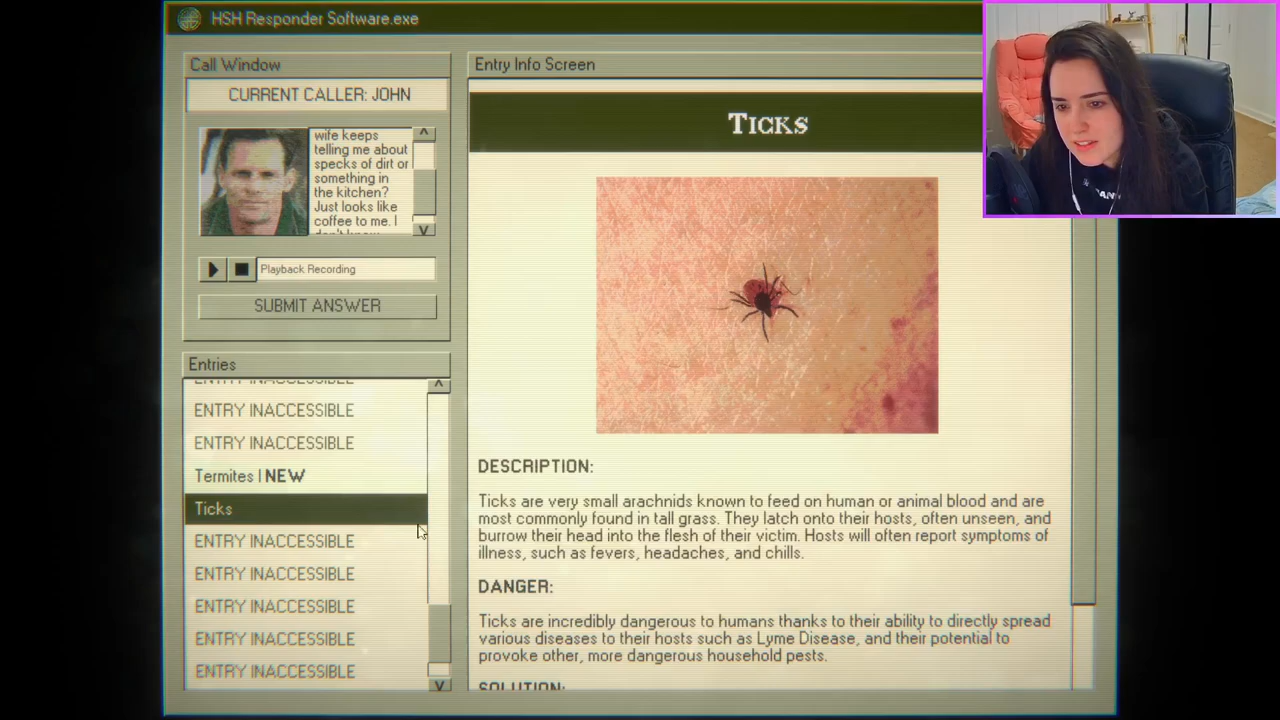 HSH Responder Software.exe
Call Window
CURRENT CALLER: JOHN
wife keeps
telling me about
specks of dirt or
something in
the kitchen?
Just looks like
coffee to me. I
don't know
Playback Recording
SUBMIT ANSWER
Entries
ENTRY INACCESSIBLE
ENTRY INACCESSIBLE
ENTRY INACCESSIBLE
Termites | NEW
Ticks
ENTRY INACCESSIBLE
ENTRY INACCESSIBLE
ENTRY INACCESSIBLE
ENTRY INACCESSIBLE
ENTRY INACCESSIBLE
Entry Info Screen
TICKS
DESCRIPTION:
Ticks are very small arachnids known to feed on human or animal blood and are
most commonly found in tall grass. They latch onto their hosts, often unseen, and
burrow their head into the flesh of their victim. Hosts will often report symptoms of
illness, such as fevers, headaches, and chills.
DANGER:
Ticks are incredibly dangerous to humans thanks to their ability to directly spread
various diseases to their hosts such as Lyme Disease, and their potential to
provoke other, more dangerous household pests.
SOLUTION: